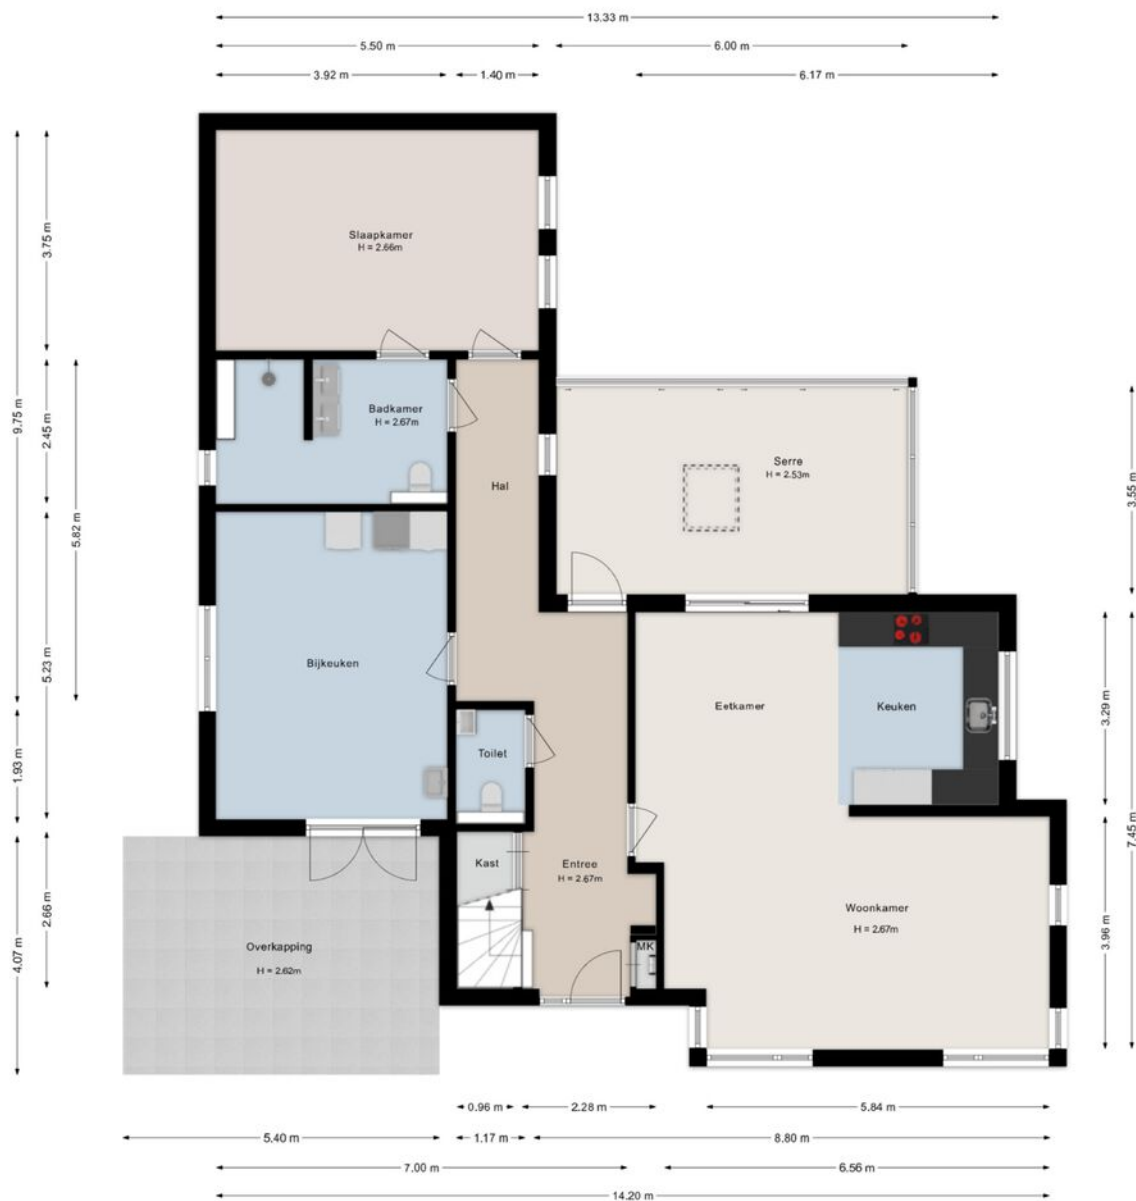 13.33 m
5.50 m
6.00 m
3.92 m
1.40 m
6.17 m
Slaapkamer
H = 2.66m
3.75 m
9.75 m
2.45 m
5.82 m
Badkamer
H = 2.67m
Hal
Serre
H = 2.53m
3.55 m
5.23 m
Bijkeuken
Eetkamer
Keuken
3.29 m
1.93 m
Toilet
7.45 m
Kast
Entree
H = 2.67m
2.66 m
4.07 m
Overkapping
H = 2.62m
MK
Woonkamer
H = 2.67m
3.96 m
0.96 m
2.28 m
5.84 m
5.40 m
1.17 m
8.80 m
7.00 m
6.56 m
14.20 m